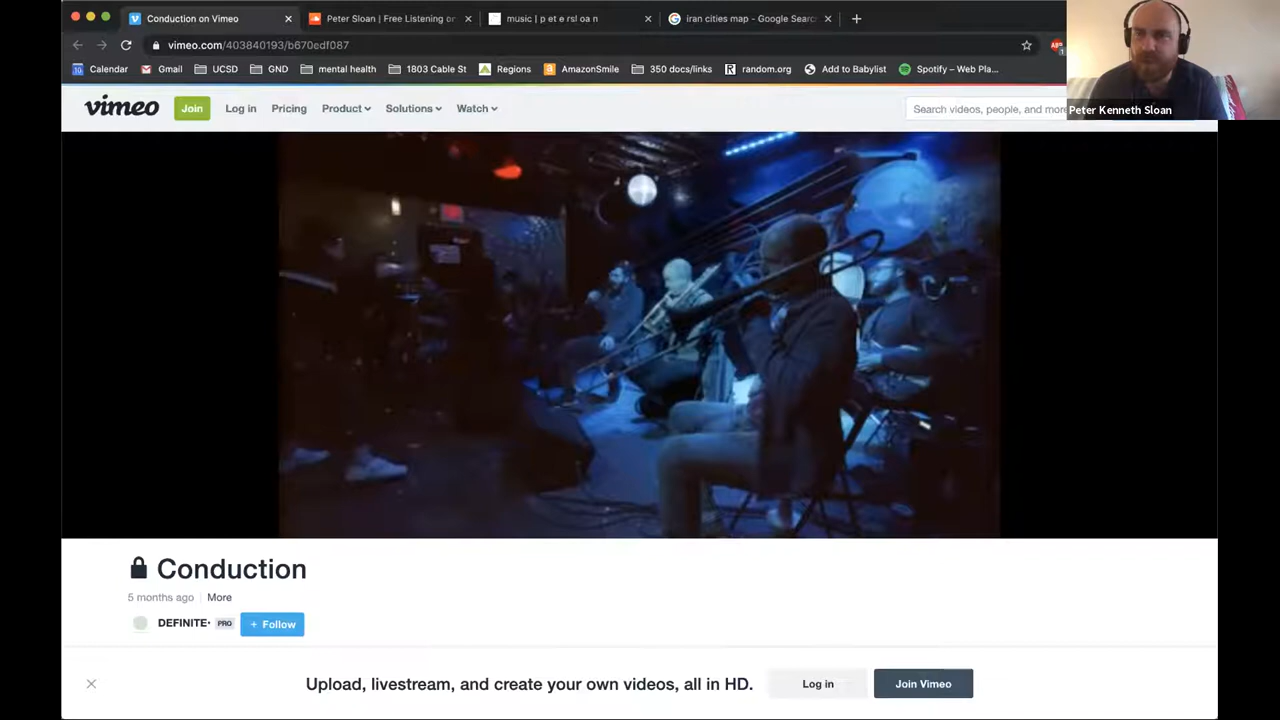 Conduction on Vimeo
Peter Sloan | Free Listening on
music | p et e rsl oa n
iran cities map - Google Searc
vimeo.com/403840193/b670edf087
ABP
Calendar
Gmail
UCSD
GND
mental health
1803 Cable St
Regions
AmazonSmile
350 docs/links
random.org
Add to Babylist
Spotify – Web Pla...
Peter Kenneth Sloan
vimeo
Join
Log in
Pricing
Product
Solutions
Watch
Search videos, people, and more
Conduction
5 months ago
More
DEFINITE·
PRO
+ Follow
Upload, livestream, and create your own videos, all in HD.
Log in
Join Vimeo